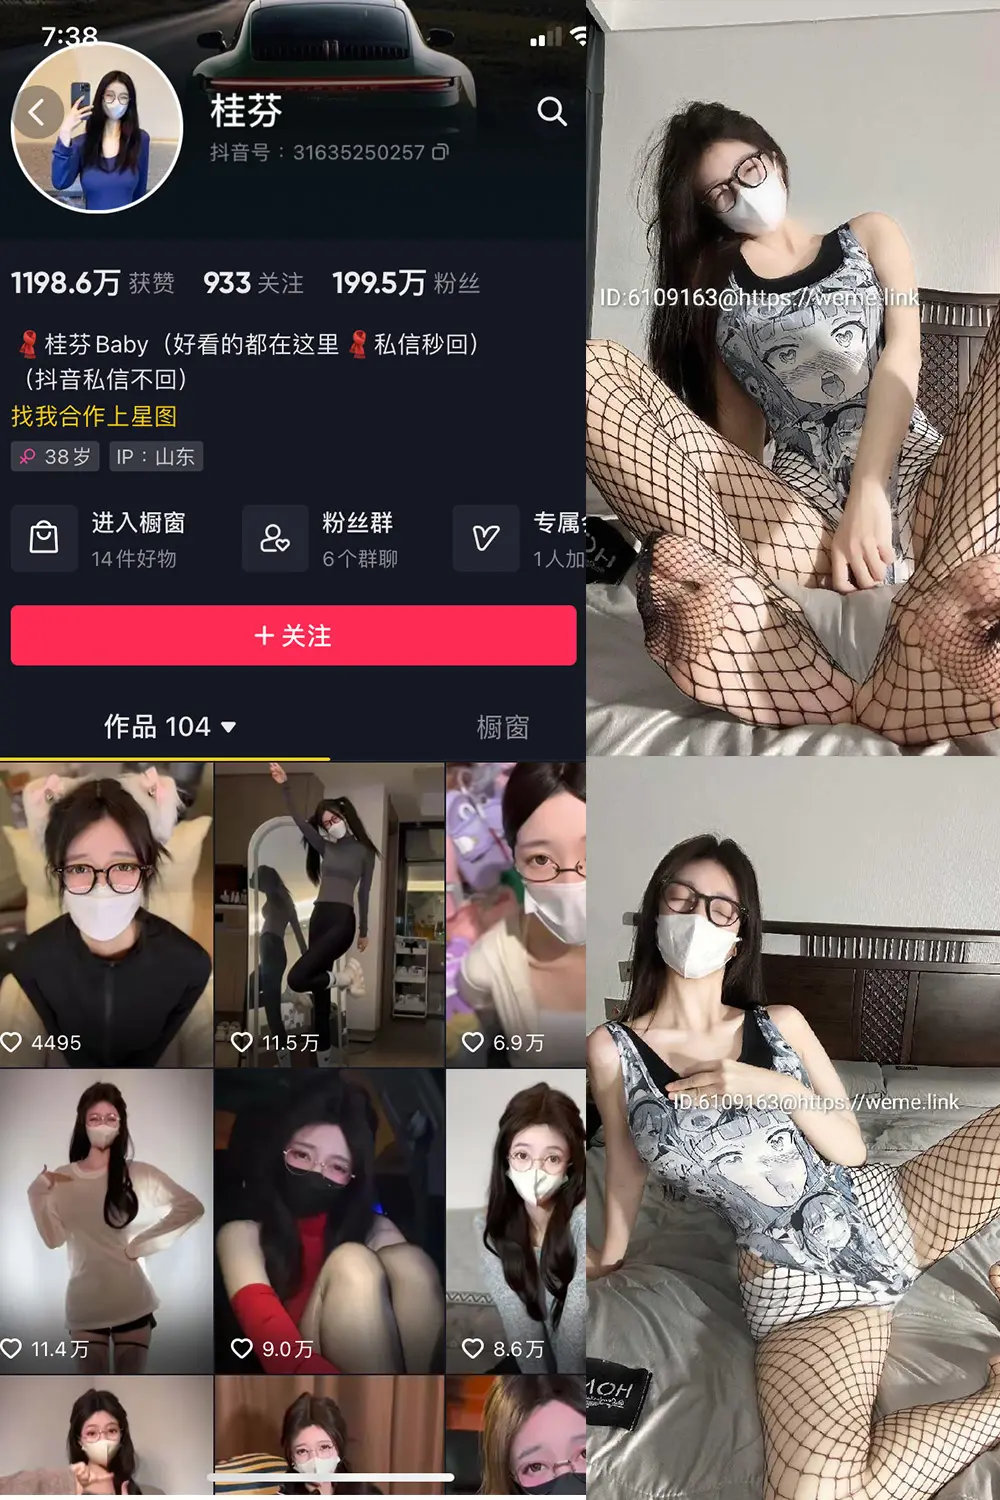 7:38
桂芬
抖音号：31635250257
1198.6万 获赞 933 关注 199.5万 粉丝
桂芬Baby（好看的都在这里 私信秒回）
（抖音私信不回）
找我合作上星图
38岁 IP：山东
进入橱窗
14件好物
粉丝群
6个群聊
专属
1人加
关注
作品 104
橱窗
4495
11.5万
6.9万
11.4万
9.0万
8.6万
ID:6109163@https://weme.link
ID:6109163@https://weme.link